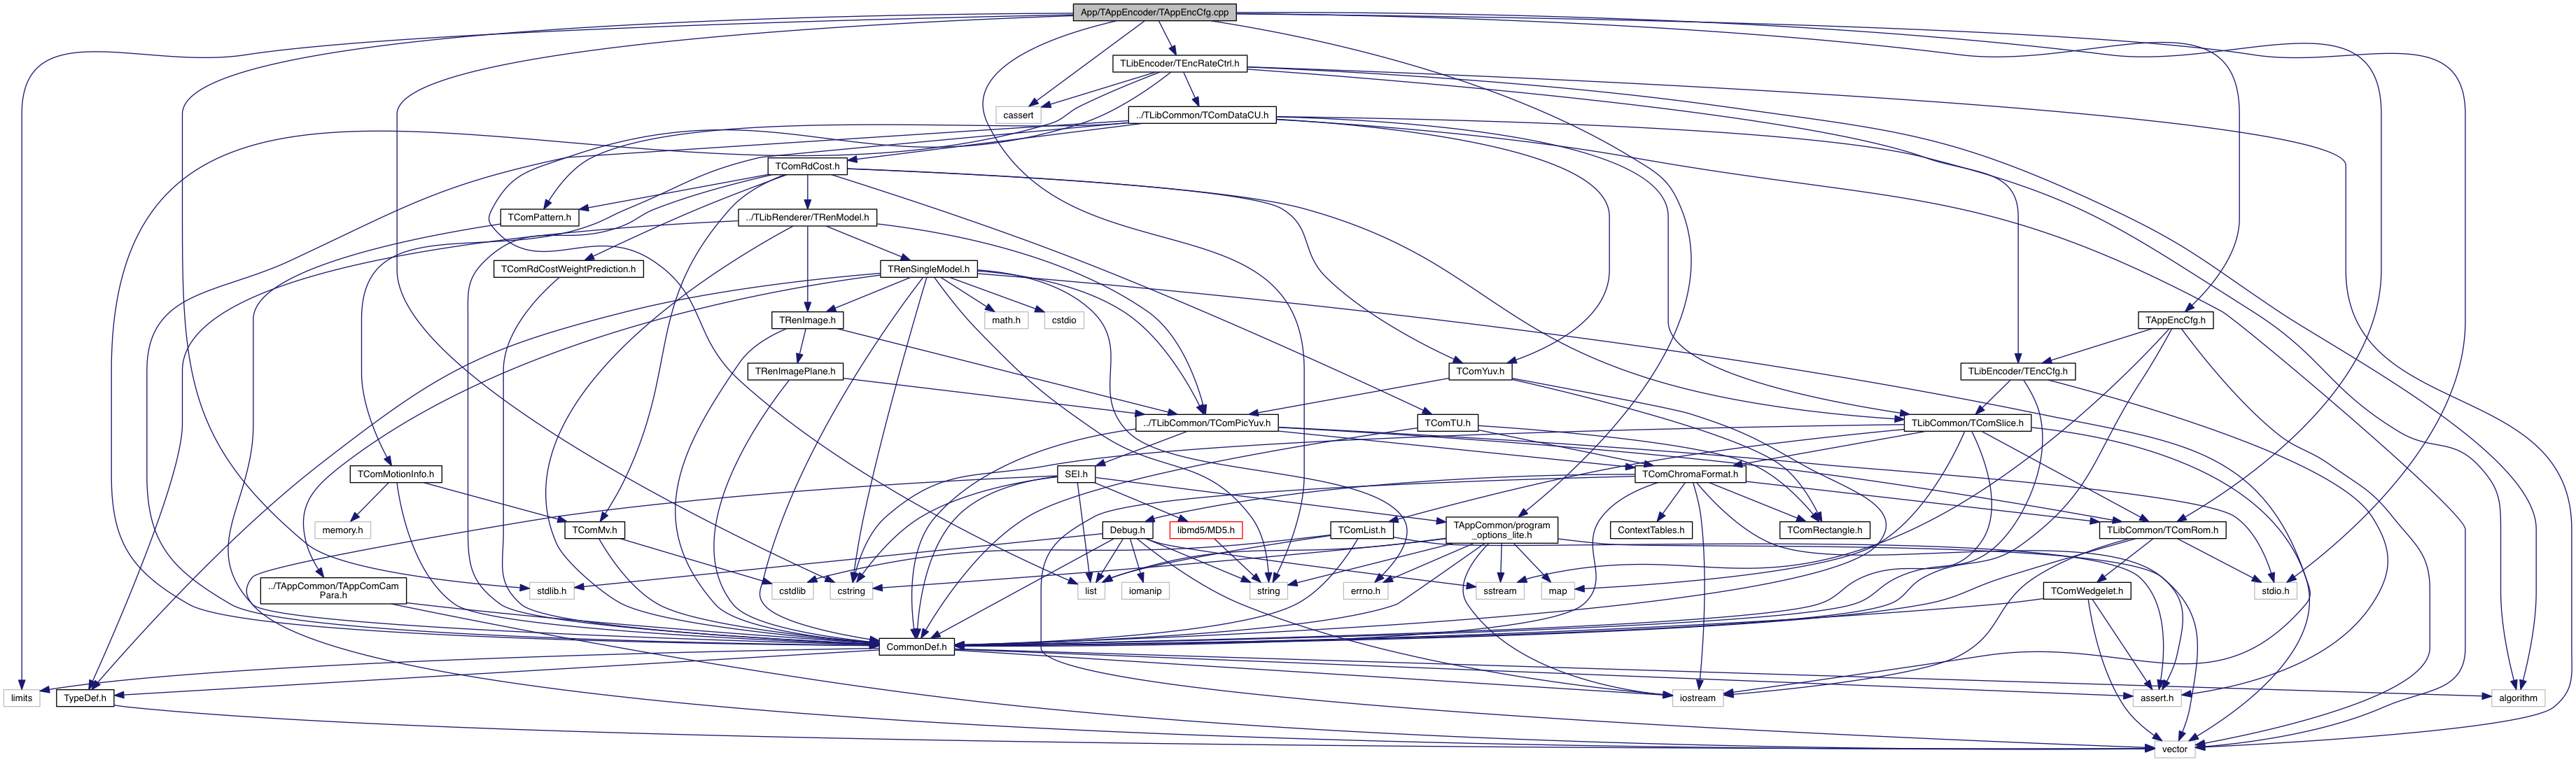 App/TAppEncoder/TAppEncCfg.cpp
TLibEncoder/TEncRateCtrl.h
cassert
../TLibCommon/TComDataCU.h
TComRdCost.h
TComPattern.h
../TLibRenderer/TRenModel.h
TComRdCostWeightPrediction.h
TRenSingleModel.h
TRenImage.h
math.h
cstdio
TAppEncCfg.h
TRenImagePlane.h
TComYuv.h
TLibEncoder/TEncCfg.h
../TLibCommon/TComPicYuv.h
TComTU.h
TLibCommon/TComSlice.h
TComMotionInfo.h
SEI.h
TComChromaFormat.h
memory.h
TComMv.h
Debug.h
libmd5/MD5.h
TComList.h
TAppCommon/program
_options_lite.h
ContextTables.h
TComRectangle.h
TLibCommon/TComRom.h
../TAppCommon/TAppComCam
Para.h
stdlib.h
cstdlib
cstring
list
iomanip
string
errno.h
sstream
map
TComWedgelet.h
stdio.h
CommonDef.h
limits
TypeDef.h
iostream
assert.h
algorithm
vector